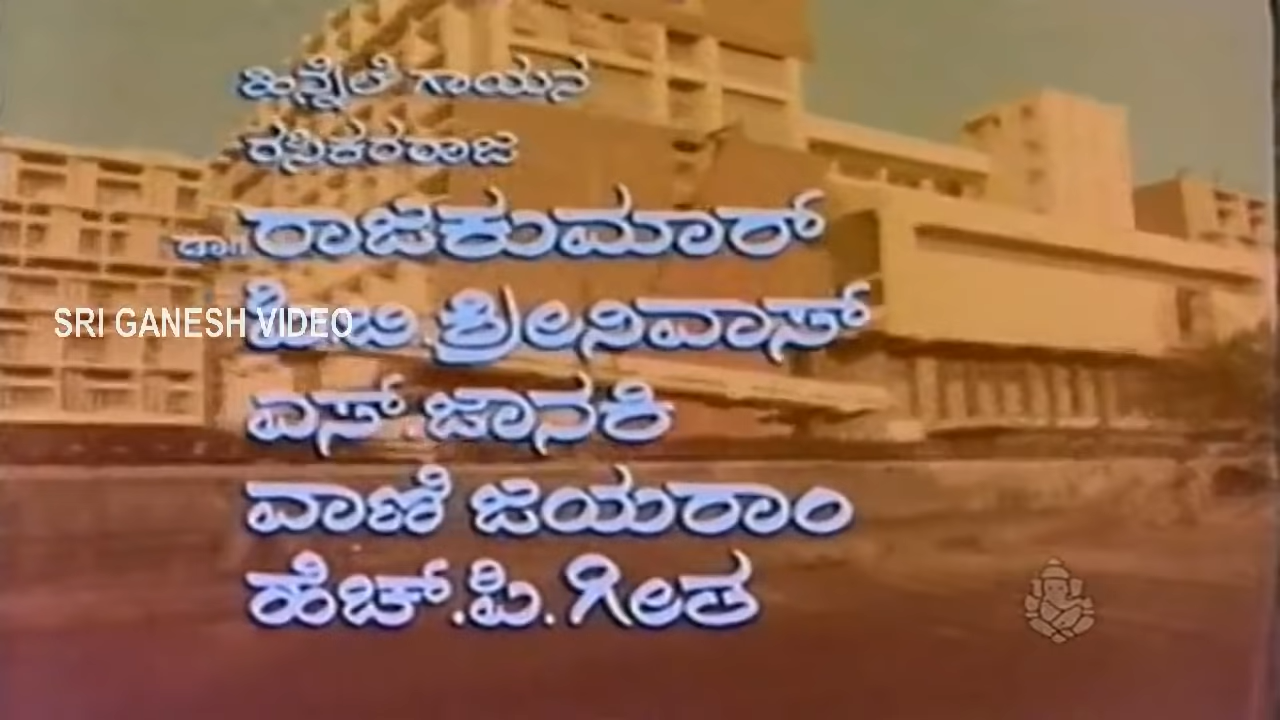 ಹಿನ್ನೆಲೆ ಗಾಯನ
ರಸಿಕರರಾಜ
ಡಾ॥ ರಾಜಕುಮಾರ್
ಪಿ.ಬಿ.ಶ್ರೀನಿವಾಸ್
SRI GANESH VIDEO
ಎಸ್.ಜಾನಕಿ
ವಾಣಿ ಜಯರಾಂ
ಹೆಚ್.ಪಿ.ಗೀತ